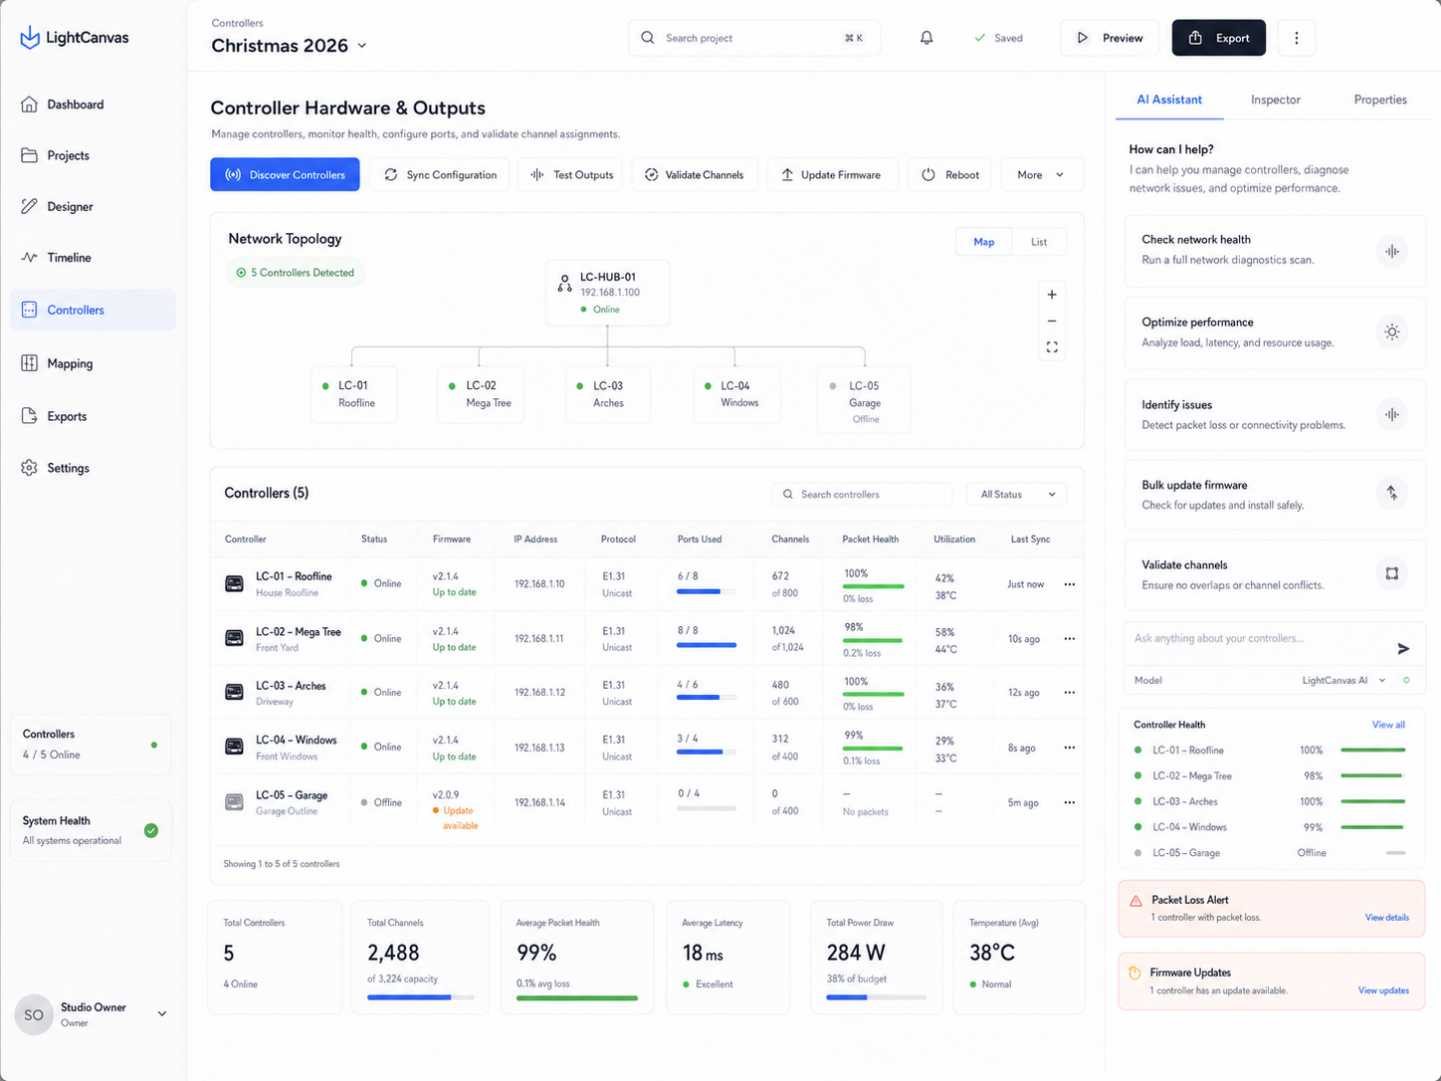 LightCanvas
Dashboard
Projects
Designer
Timeline
Controllers
Mapping
Exports
Settings
Controllers
4 / 5 Online
System Health
All systems operational
SO
Studio Owner
Owner
Controllers
Christmas 2026
Search project
⌘ K
Saved
Preview
Export
Controller Hardware & Outputs
Manage controllers, monitor health, configure ports, and validate channel assignments.
Discover Controllers
Sync Configuration
Test Outputs
Validate Channels
Update Firmware
Reboot
More
Network Topology
5 Controllers Detected
Map
List
LC-HUB-01
192.168.1.100
Online
LC-01
Roofline
LC-02
Mega Tree
LC-03
Arches
LC-04
Windows
LC-05
Garage
Offline
Controllers (5)
Search controllers
All Status
Controller Status Firmware IP Address Protocol Ports Used Channels Packet Health Utilization Last Sync
LC-01 – Roofline
House Roofline
Online
v2.1.4
Up to date
192.168.1.10
E1.31
Unicast
6 / 8
672
of 800
100%
0% loss
42%
38°C
Just now
LC-02 – Mega Tree
Front Yard
Online
v2.1.4
Up to date
192.168.1.11
E1.31
Unicast
8 / 8
1,024
of 1,024
98%
0.2% loss
58%
44°C
10s ago
LC-03 – Arches
Driveway
Online
v2.1.4
Up to date
192.168.1.12
E1.31
Unicast
4 / 6
480
of 600
100%
0% loss
36%
37°C
12s ago
LC-04 – Windows
Front Windows
Online
v2.1.4
Up to date
192.168.1.13
E1.31
Unicast
3 / 4
312
of 400
99%
0.1% loss
29%
33°C
8s ago
LC-05 – Garage
Garage Outline
Offline
v2.0.9
Update
available
192.168.1.14
E1.31
Unicast
0 / 4
0
of 400
–
No packets
–
–
5m ago
Showing 1 to 5 of 5 controllers
Total Controllers
5
4 Online
Total Channels
2,488
of 3,224 capacity
Average Packet Health
99%
0.1% avg loss
Average Latency
18 ms
Excellent
Total Power Draw
284 W
38% of budget
Temperature (Avg)
38°C
Normal
AI Assistant
Inspector
Properties
How can I help?
I can help you manage controllers, diagnose
network issues, and optimize performance.
Check network health
Run a full network diagnostics scan.
Optimize performance
Analyze load, latency, and resource usage.
Identify issues
Detect packet loss or connectivity problems.
Bulk update firmware
Check for updates and install safely.
Validate channels
Ensure no overlaps or channel conflicts.
Ask anything about your controllers...
Model
LightCanvas AI
Controller Health
View all
LC-01 – Roofline 100%
LC-02 – Mega Tree 98%
LC-03 – Arches 100%
LC-04 – Windows 99%
LC-05 – Garage Offline
Packet Loss Alert
1 controller with packet loss.
View details
Firmware Updates
1 controller has an update available.
View updates